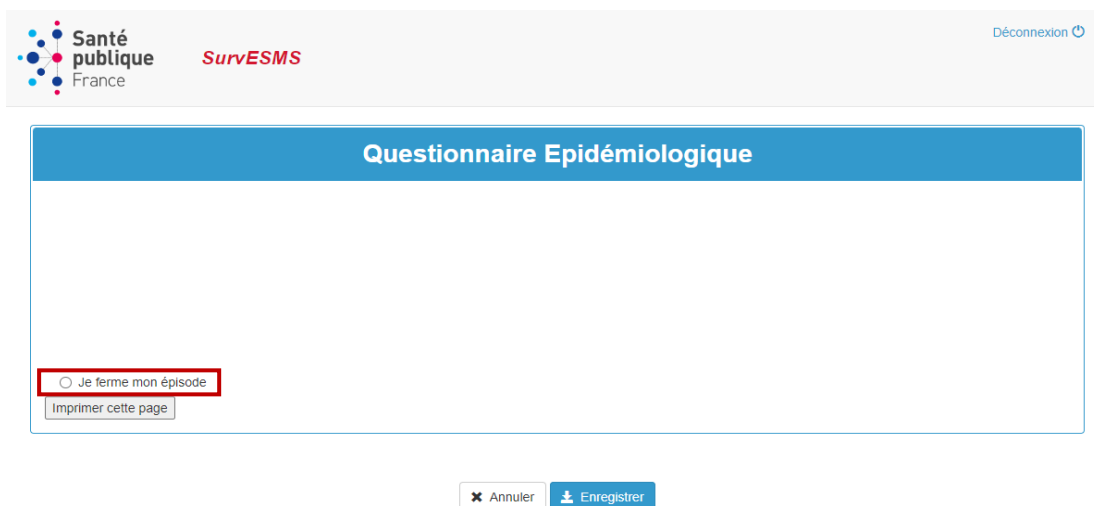 Santé
publique
France
SurvESMS
Déconnexion
Questionnaire Epidémiologique
Je ferme mon épisode
Imprimer cette page
Annuler
Enregistrer